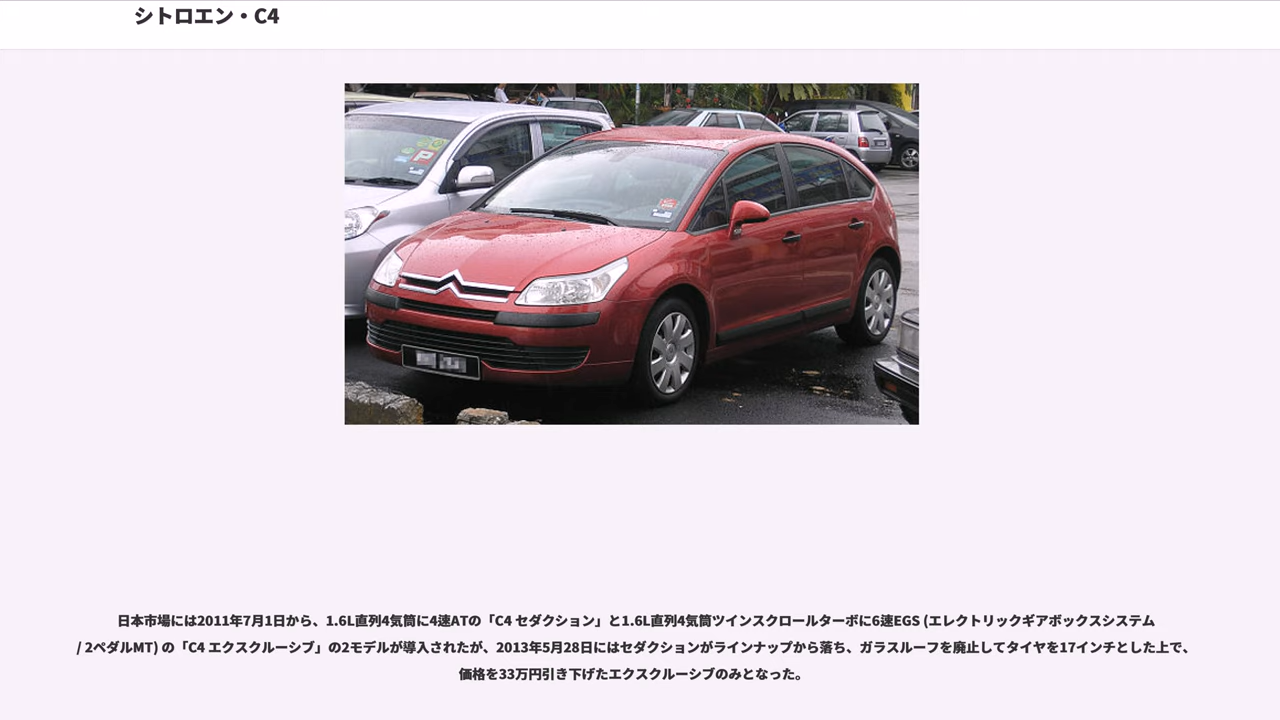 シトロエン・C4
P
日本市場には2011年7月1日から、1.6L直列4気筒に4速ATの「C4 セダクション」と1.6L直列4気筒ツインスクロールターボに6速EGS (エレクトリックギアボックスシステム
/ 2ペダルMT) の「C4 エクスクルーシブ」の2モデルが導入されたが、2013年5月28日にはセダクションがラインナップから落ち、ガラスルーフを廃止してタイヤを17インチとした上で、
価格を33万円引き下げたエクスクルーシブのみとなった。